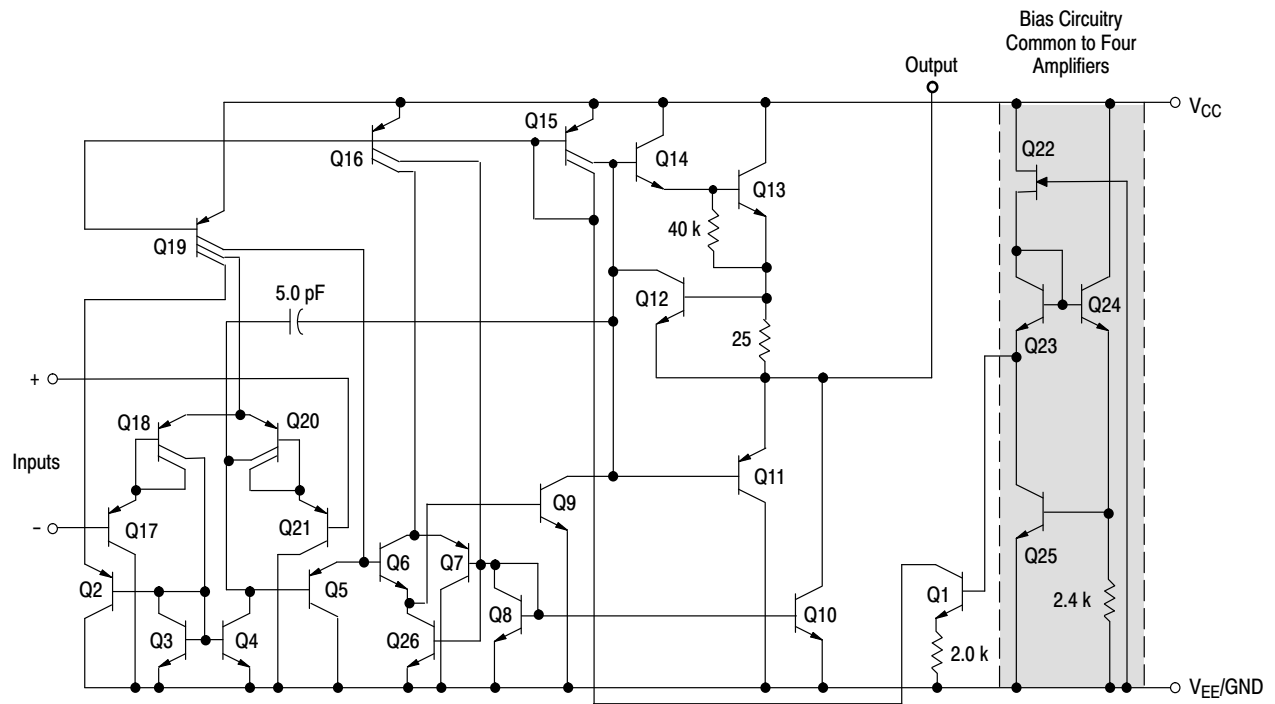 Bias Circuitry
Common to Four
Amplifiers
Output
VCC
Q15
Q22
Q16
Q14
Q13
Q19
40 k
5.0 pF
Q12
Q24
25
Q23
+
Q18
Q20
Inputs
Q11
Q9
−
Q17
Q21
Q25
Q6
Q7
Q2
Q5
Q1
2.4 k
Q8
Q10
Q3
Q4
Q26
2.0 k
VEE/GND